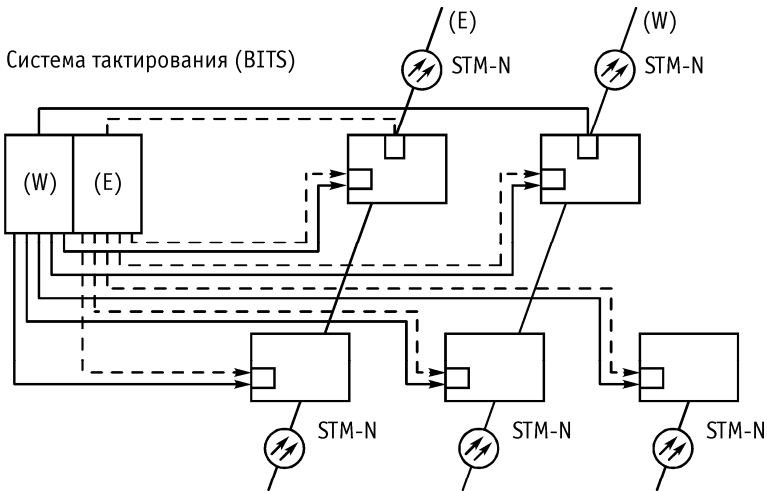 (E)
(W)
Система тактирования (BITS)
STM-N
STM-N
(W)
(E)
STM-N
STM-N
STM-N